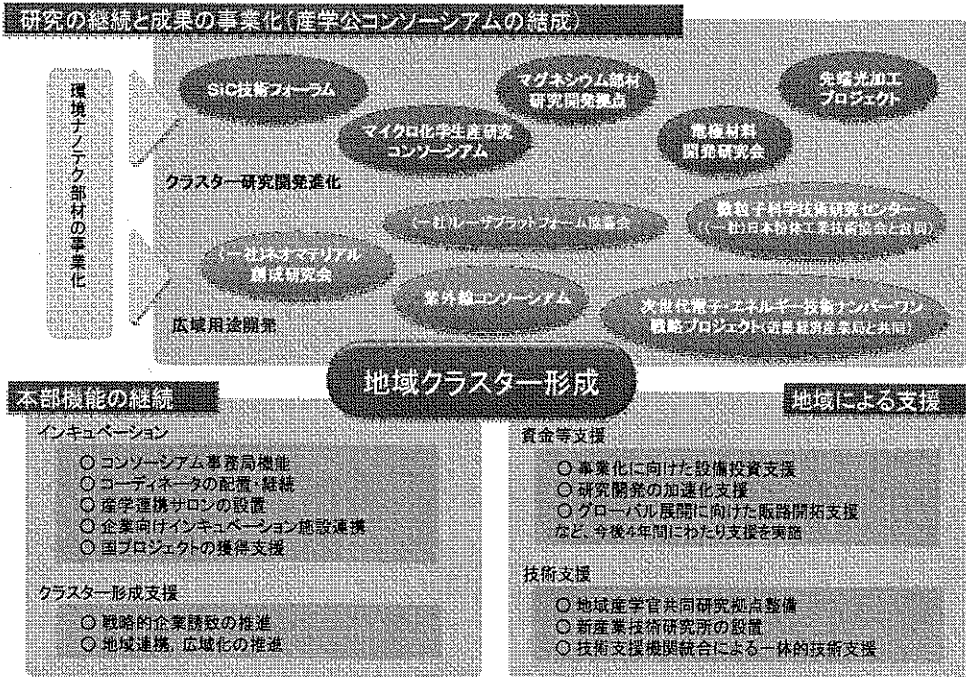 研究の継続と成果の事業化(産学公コンソーシアムの結成)
環境ナノテク部材の事業化
SiC技術フォーラム
マグネシウム部材
研究開発拠点
先端光加工
プロジェクト
マイクロ化学生産研究
コンソーシアム
電極材料
開発研究会
クラスター研究開発進化
(一社)レーザプラットフォーム協議会
微粒子科学技術研究センター
((一社)日本粉体工業技術協会と共同)
(一社)ネオマテリアル
創成研究会
紫外線コンソーシアム
次世代電子・エネルギー技術ナンバーワン
戦略プロジェクト(近畿経済産業局と共同)
広域用途開発
地域クラスター形成
本部機能の継続
インキュベーション
○ コンソーシアム事務局機能
○ コーディネータの配置・継続
○ 産学連携サロンの設置
○ 企業向けインキュベーション施設連携
○ 国プロジェクトの獲得支援
クラスター形成支援
○ 戦略的企業誘致の推進
○ 地域連携、広域化の推進
地域による支援
資金等支援
○ 事業化に向けた設備投資支援
○ 研究開発の加速化支援
○ グローバル展開に向けた販路開拓支援
など、今後4年間にわたり支援を実施
技術支援
○ 地域産学官共同研究拠点整備
○ 新産業技術研究所の設置
○ 技術支援機関統合による一体的技術支援